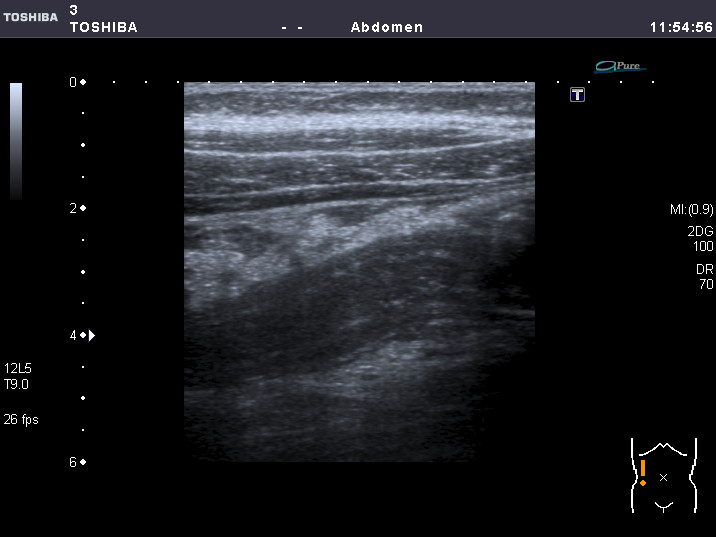 TOSHIBA
3
TOSHIBA - - Abdomen 11:54:56
APure
T
0
2
4
6
MI:(0.9)
2DG
100
DR
70
12L5
T9.0
26 fps